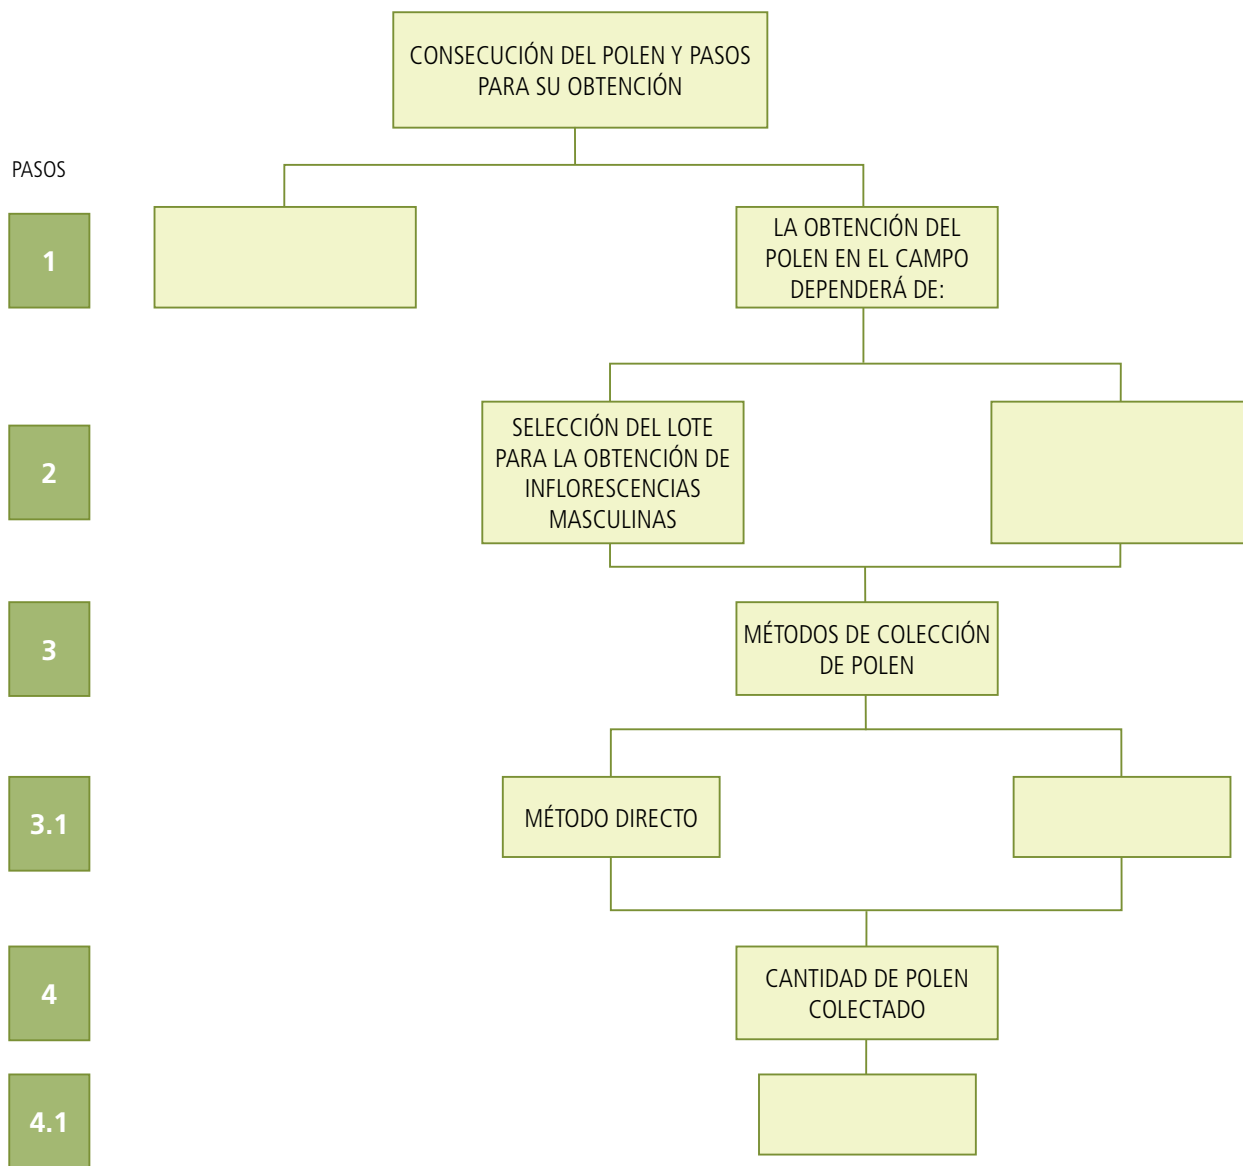 CONSECUCIÓN DEL POLEN Y PASOS
PARA SU OBTENCIÓN
PASOS
1
LA OBTENCIÓN DEL
POLEN EN EL CAMPO
DEPENDERÁ DE:
2
SELECCIÓN DEL LOTE
PARA LA OBTENCIÓN DE
INFLORESCENCIAS
MASCULINAS
3
MÉTODOS DE COLECCIÓN
DE POLEN
3.1
MÉTODO DIRECTO
4
CANTIDAD DE POLEN
COLECTADO
4.1